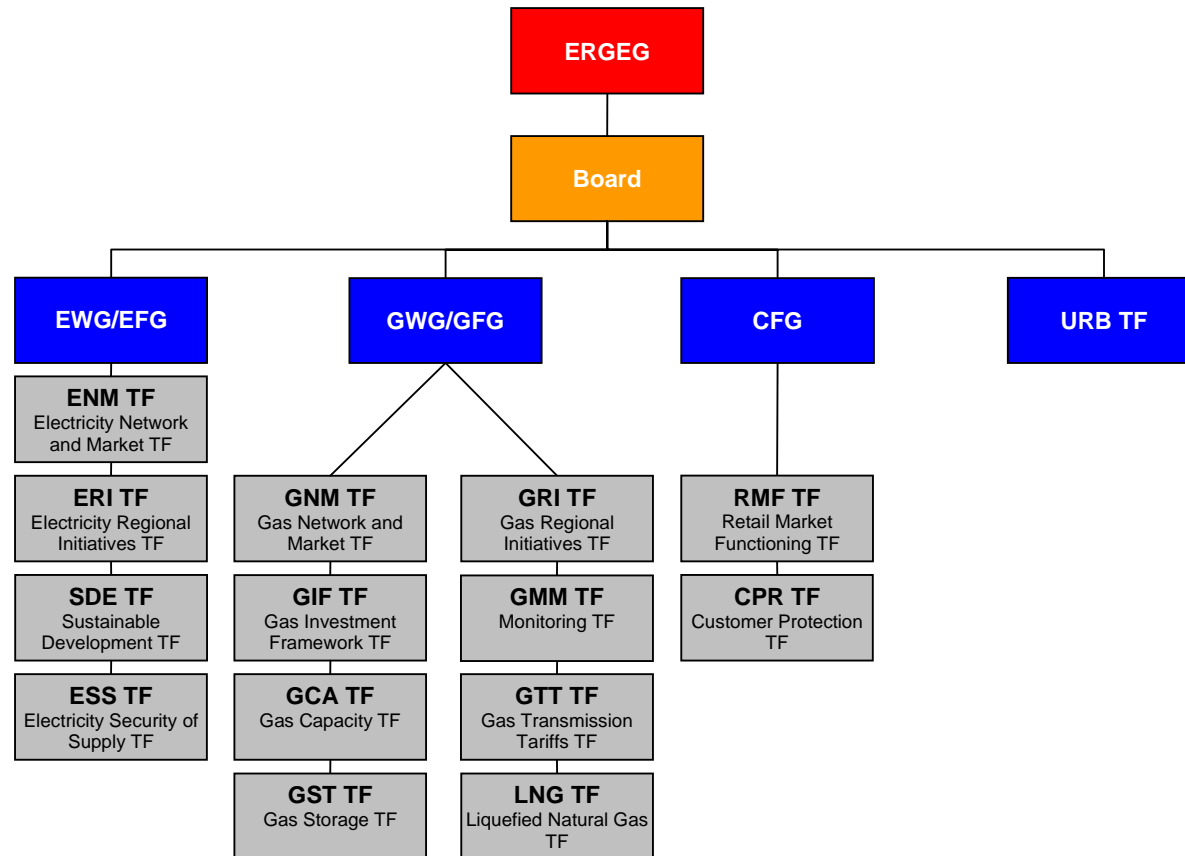 ERGEG
Board
EWG/EFG
GWG/GFG
CFG
URB TF
ENM TF
Electricity Network
and Market TF
ERI TF
Electricity Regional
Initiatives TF
SDE TF
Sustainable
Development TF
ESS TF
Electricity Security of
Supply TF
GNM TF
Gas Network and
Market TF
GIF TF
Gas Investment
Framework TF
GCA TF
Gas Capacity TF
GST TF
Gas Storage TF
GRI TF
Gas Regional
Initiatives TF
GMM TF
Monitoring TF
GTT TF
Gas Transmission
Tariffs TF
LNG TF
Liquefied Natural Gas
TF
RMF TF
Retail Market
Functioning TF
CPR TF
Customer Protection
TF